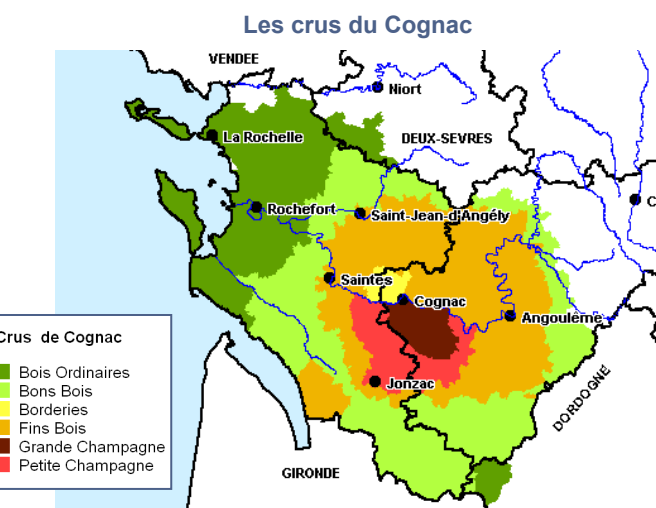 Les crus du Cognac
VENDEE
Niort
La Rochelle
DEUX-SEVRES
Rochefort
Saint-Jean-d'Angély
Saintes
Cognac
Angoulême
Jonzac
DORDOGNE
GIRONDE
C
Crus de Cognac
Bois Ordinaires
Bons Bois
Borderies
Fins Bois
Grande Champagne
Petite Champagne